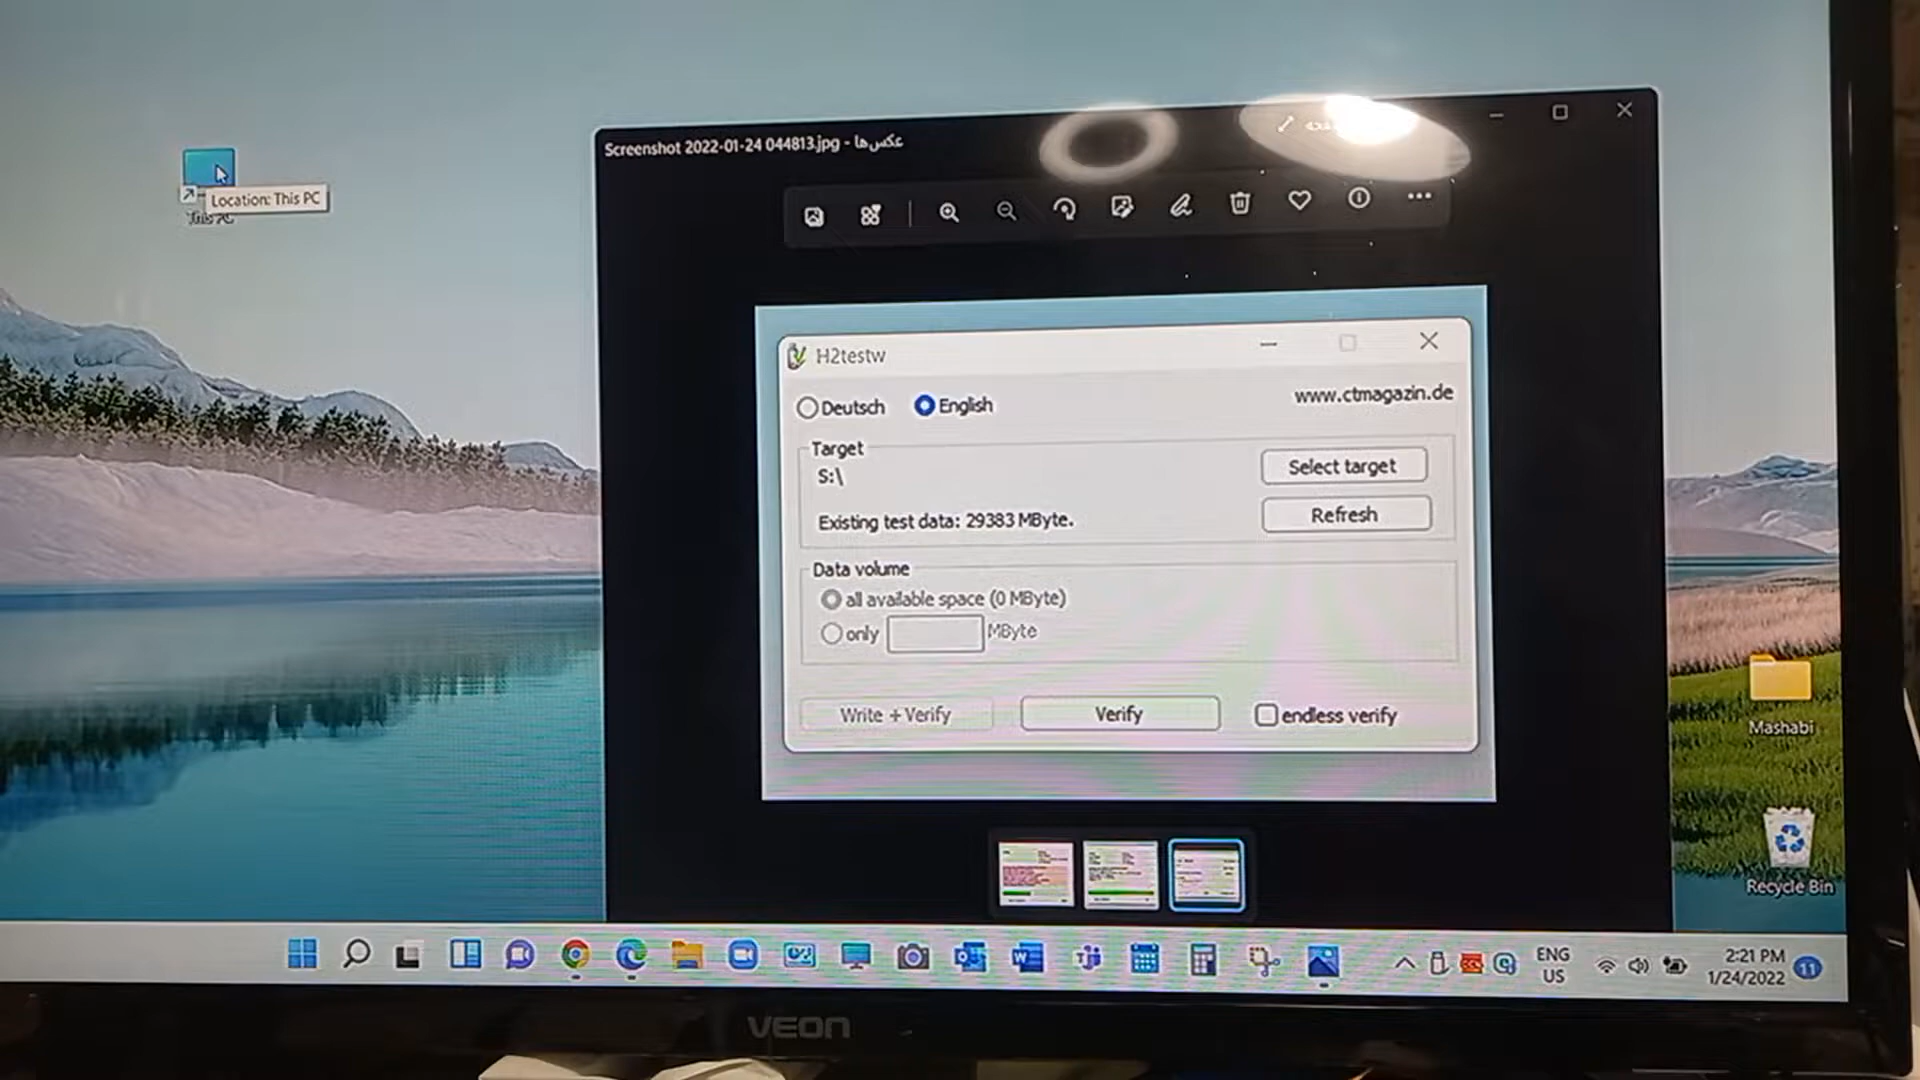 Location: This PC
This PC
Screenshot 2022-01-24 044813.jpg - عکس‌ها
H2testw
Deutsch
English
www.ctmagazin.de
Target
S:\
Select target
Existing test data: 29383 MByte.
Refresh
Data volume
all available space (0 MByte)
only
MByte
Write + Verify
Verify
endless verify
Mashabi
Recycle Bin
ENG
US
2:21 PM
1/24/2022
11
VEON